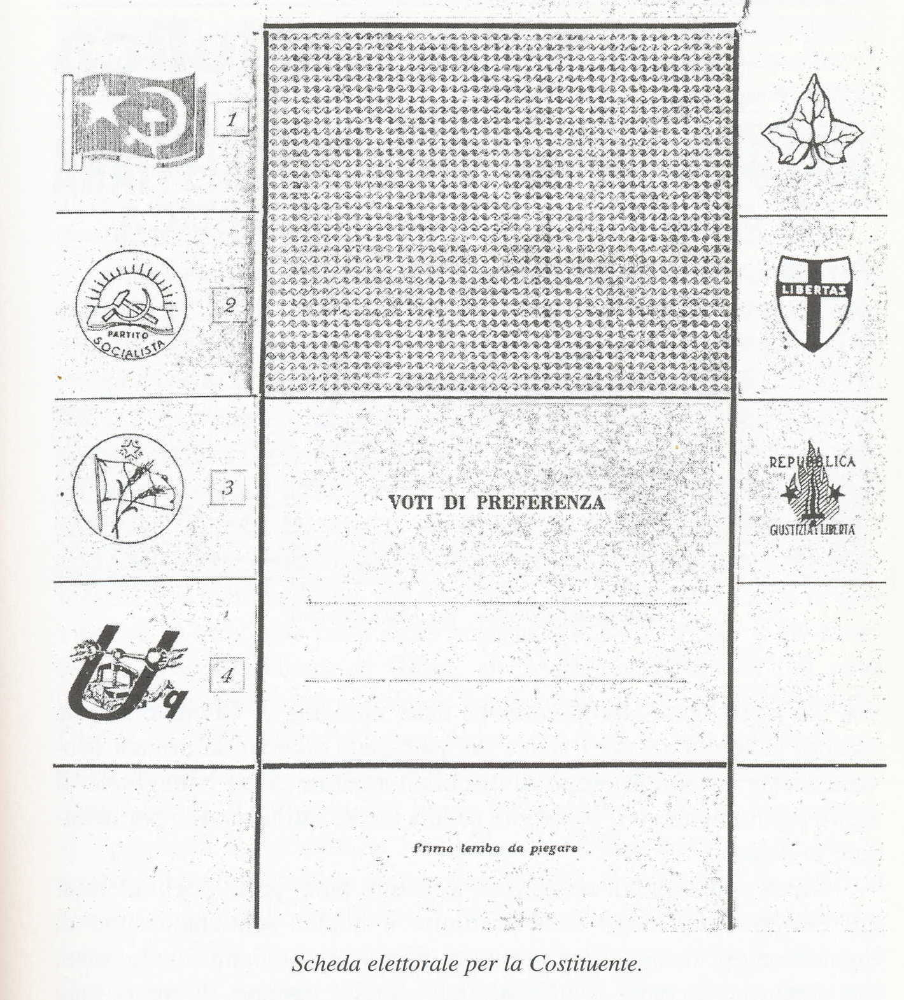 1
2
PARTITO
SOCIALISTA
3
U
q
4
LIBERTAS
REPUBBLICA
GIUSTIZIA E LIBERTA
VOTI DI PREFERENZA
Primo lembo da piegare
Scheda elettorale per la Costituente.